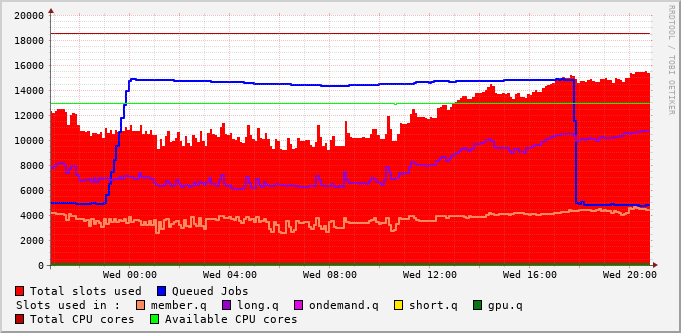 20000
18000
16000
14000
12000
10000
8000
6000
4000
2000
0
Wed 00:00 Wed 04:00 Wed 08:00 Wed 12:00 Wed 16:00 Wed 20:00
Total slots used Queued Jobs
Slots used in : member.q long.q ondemand.q short.q gpu.q
Total CPU cores Available CPU cores
RRDTOOL / TOBI OETIKER